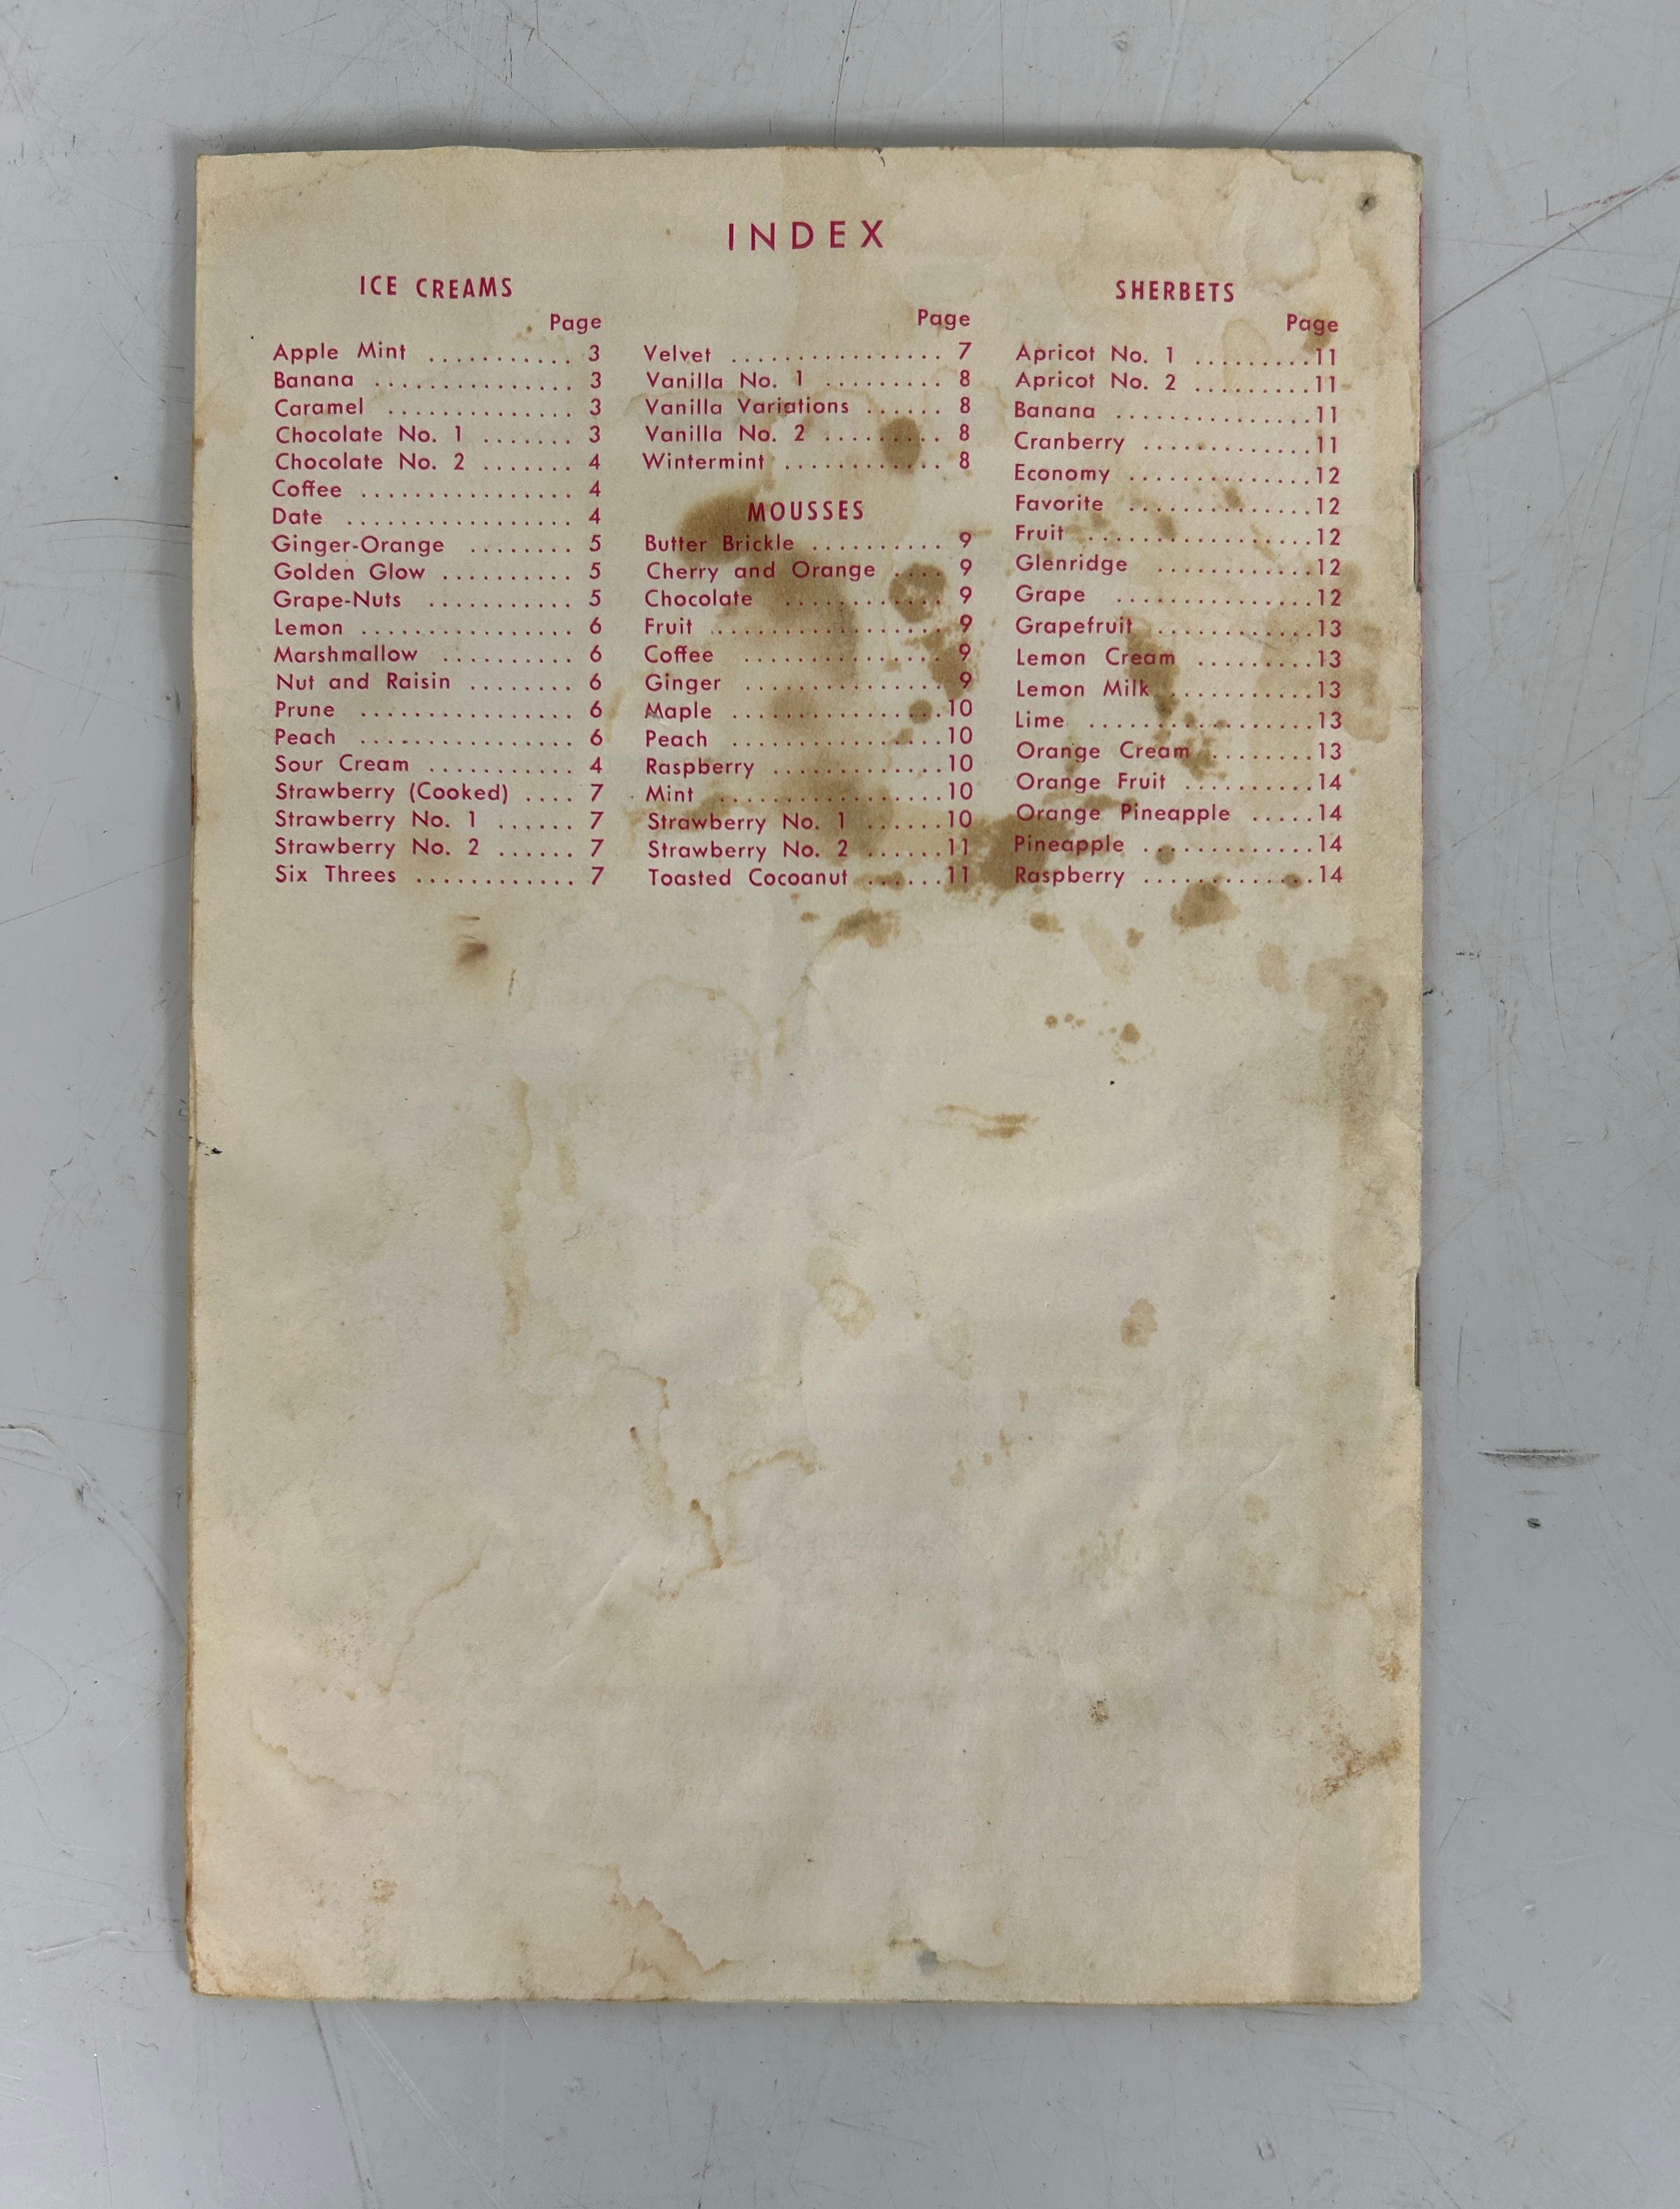 INDEX
ICE CREAMS
Page
Apple Mint ........... 3
Banana ............... 3
Caramel .............. 3
Chocolate No. 1 ....... 3
Chocolate No. 2 ....... 4
Coffee ................ 4
Date ................. 4
Ginger-Orange ........ 5
Golden Glow .......... 5
Grape-Nuts ........... 5
Lemon ................ 6
Marshmallow .......... 6
Nut and Raisin ........ 6
Prune ................ 6
Peach ................ 6
Sour Cream ........... 4
Strawberry (Cooked) .... 7
Strawberry No. 1 ...... 7
Strawberry No. 2 ...... 7
Six Threes ............ 7
Page
Velvet ................ 7
Vanilla No. 1 ......... 8
Vanilla Variations ...... 8
Vanilla No. 2 ......... 8
Wintermint ............ 8
MOUSSES
Butter Brickle .......... 9
Cherry and Orange .... 9
Chocolate ............ 9
Fruit .................. 9
Coffee ............... 9
Ginger ............... 9
Maple ................10
Peach ................10
Raspberry .............10
Mint .................10
Strawberry No. 1 ......10
Strawberry No. 2 ......11
Toasted Cocoanut ......11
SHERBETS
Page
Apricot No. 1 .........11
Apricot No. 2 .........11
Banana ...............11
Cranberry .............11
Economy ..............12
Favorite ..............12
Fruit .................12
Glenridge ............12
Grape ...............12
Grapefruit ............13
Lemon Cream .........13
Lemon Milk ...........13
Lime .................13
Orange Cream ........13
Orange Fruit ..........14
Orange Pineapple .....14
Pineapple .............14
Raspberry .............14